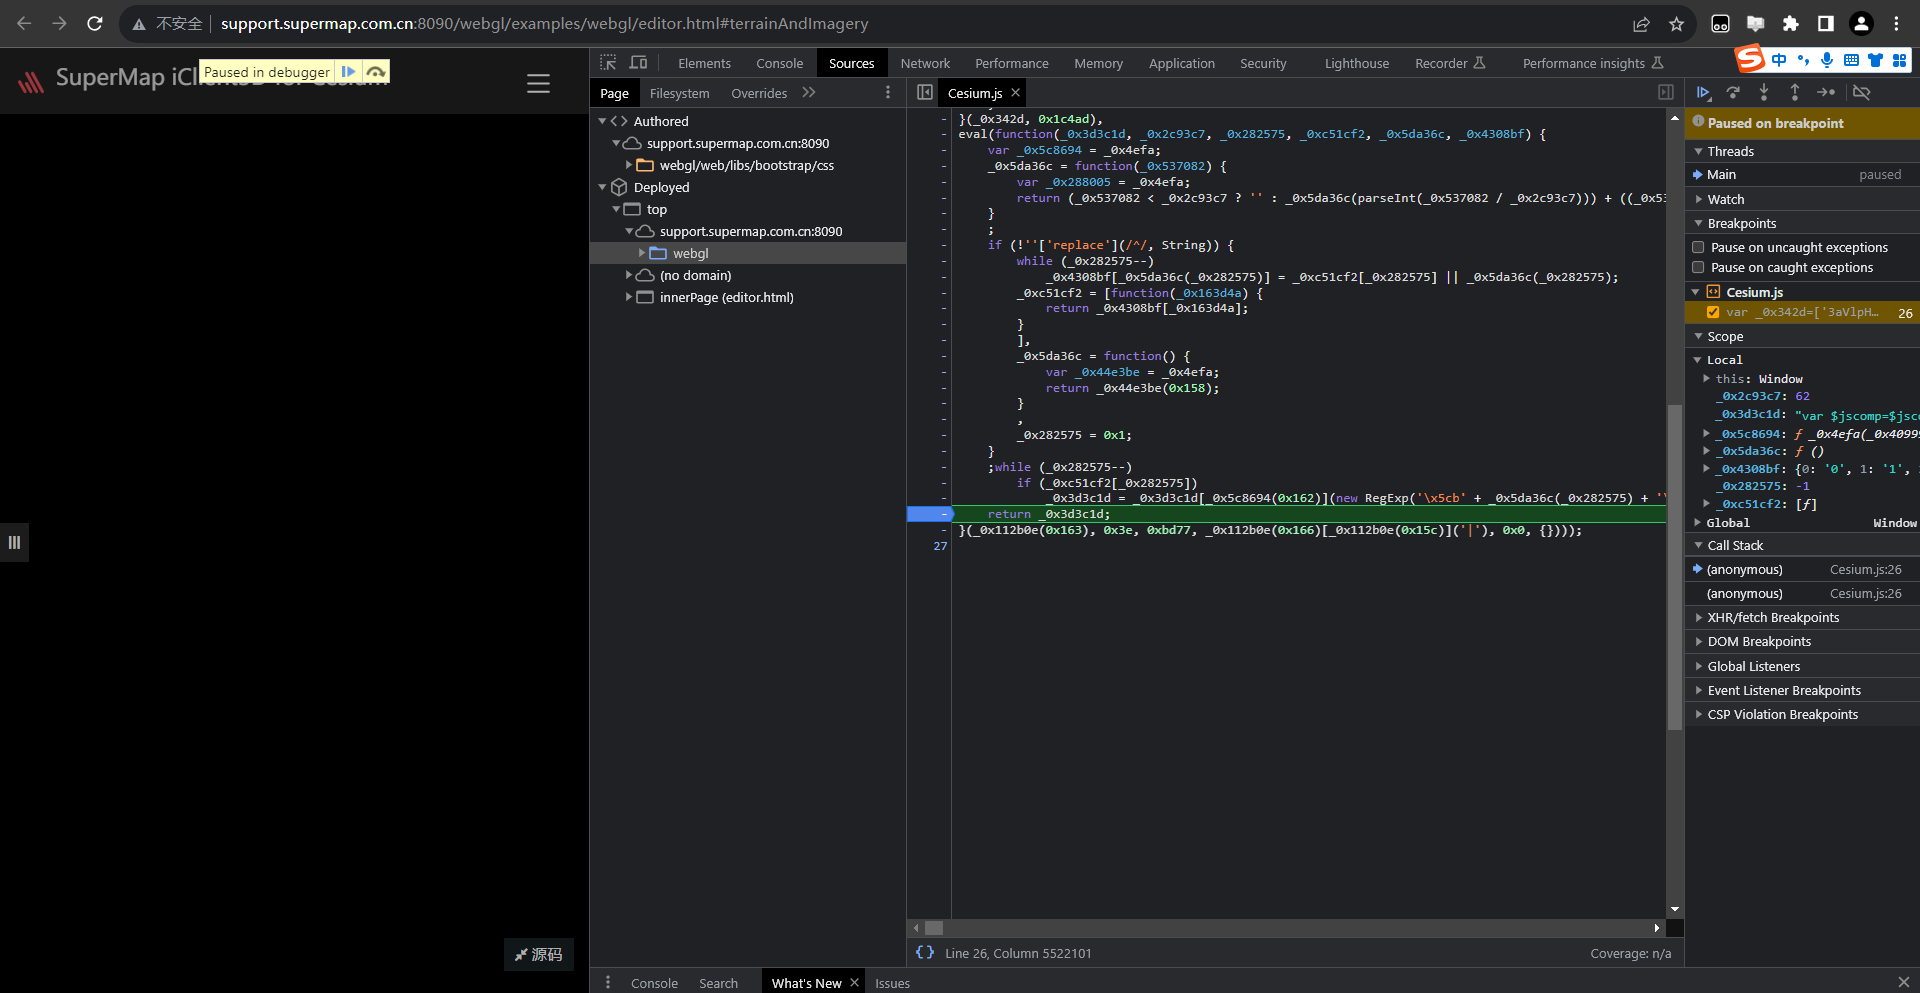 不安全 support.supermap.com.cn:8090/webgl/examples/webgl/editor.html#terrainAndImagery
SuperMap iClient3D for Cesium
Paused in debugger
源码
Elements Console Sources Network Performance Memory Application Security Lighthouse Recorder Performance insights
中
Page Filesystem Overrides
Authored
support.supermap.com.cn:8090
webgl/web/libs/bootstrap/css
Deployed
top
support.supermap.com.cn:8090
webgl
(no domain)
innerPage (editor.html)
Cesium.js
}(_0x342d, 0x1c4ad),
eval(function(_0x3d3c1d, _0x2c93c7, _0x282575, _0xc51cf2, _0x5da36c, _0x4308bf) {
var _0x5c8694 = _0x4efa;
_0x5da36c = function(_0x537082) {
var _0x288005 = _0x4efa;
return (_0x537082 < _0x2c93c7 ? '' : _0x5da36c(parseInt(_0x537082 / _0x2c93c7))) + ((_0x53
}
;
if (!''['replace'](/^/, String)) {
while (_0x282575--)
_0x4308bf[_0x5da36c(_0x282575)] = _0xc51cf2[_0x282575] || _0x5da36c(_0x282575);
_0xc51cf2 = [function(_0x163d4a) {
return _0x4308bf[_0x163d4a];
}
],
_0x5da36c = function() {
var _0x44e3be = _0x4efa;
return _0x44e3be(0x158);
}
,
_0x282575 = 0x1;
}
;while (_0x282575--)
if (_0xc51cf2[_0x282575])
_0x3d3c1d = _0x3d3c1d[_0x5c8694(0x162)](new RegExp('\x5cb' + _0x5da36c(_0x282575) + '\
return _0x3d3c1d;
}(_0x112b0e(0x163), 0x3e, 0xbd77, _0x112b0e(0x166)[_0x112b0e(0x15c)]('|'), 0x0, {})));
27
{} Line 26, Column 5522101
Coverage: n/a
Paused on breakpoint
Threads
Main paused
Watch
Breakpoints
Pause on uncaught exceptions
Pause on caught exceptions
Cesium.js
var _0x342d=['3aVlpH… 26
Scope
Local
this: Window
_0x2c93c7: 62
_0x3d3c1d: "var $jscomp=$jsco
_0x5c8694: ƒ _0x4efa(_0x4099
_0x5da36c: ƒ ()
_0x4308bf: {0: '0', 1: '1',
_0x282575: -1
_0xc51cf2: [ƒ]
Global Window
Call Stack
(anonymous) Cesium.js:26
(anonymous) Cesium.js:26
XHR/fetch Breakpoints
DOM Breakpoints
Global Listeners
Event Listener Breakpoints
CSP Violation Breakpoints
Console Search What's New Issues